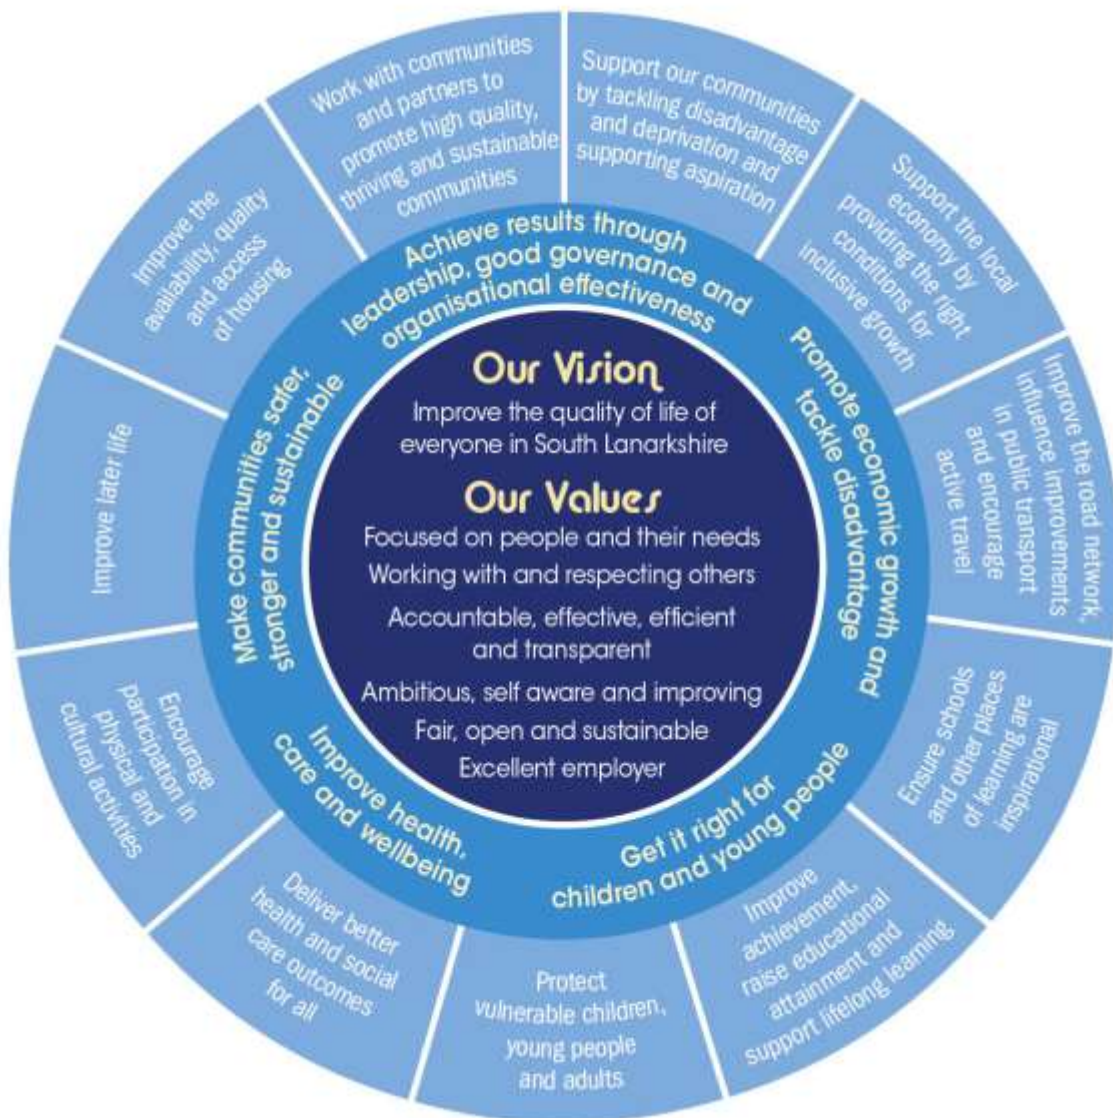 Our Vision
Improve the quality of life of
everyone in South Lanarkshire
Our Values
Focused on people and their needs
Working with and respecting others
Accountable, effective, efficient
and transparent
Ambitious, self aware and improving
Fair, open and sustainable
Excellent employer
Achieve results through
leadership, good governance and
organisational effectiveness
Promote economic growth and
tackle disadvantage
Get it right for
children and young people
Improve health,
care and wellbeing
Make communities safer,
stronger and sustainable
Support our communities
by tackling disadvantage
and deprivation and
supporting aspiration
Support the local
economy by
providing the right
conditions for
inclusive growth
Improve the road network,
influence improvements
in public transport
and encourage
active travel
Ensure schools
and other places
of learning are
inspirational
Improve
achievement,
raise educational
attainment and
support lifelong learning
Protect
vulnerable children,
young people
and adults
Deliver better
health and social
care outcomes
for all
Encourage
participation in
physical and
cultural activities
Improve later life
Improve the
availability, quality
and access
of housing
Work with communities
and partners to
promote high quality,
thriving and sustainable
communities